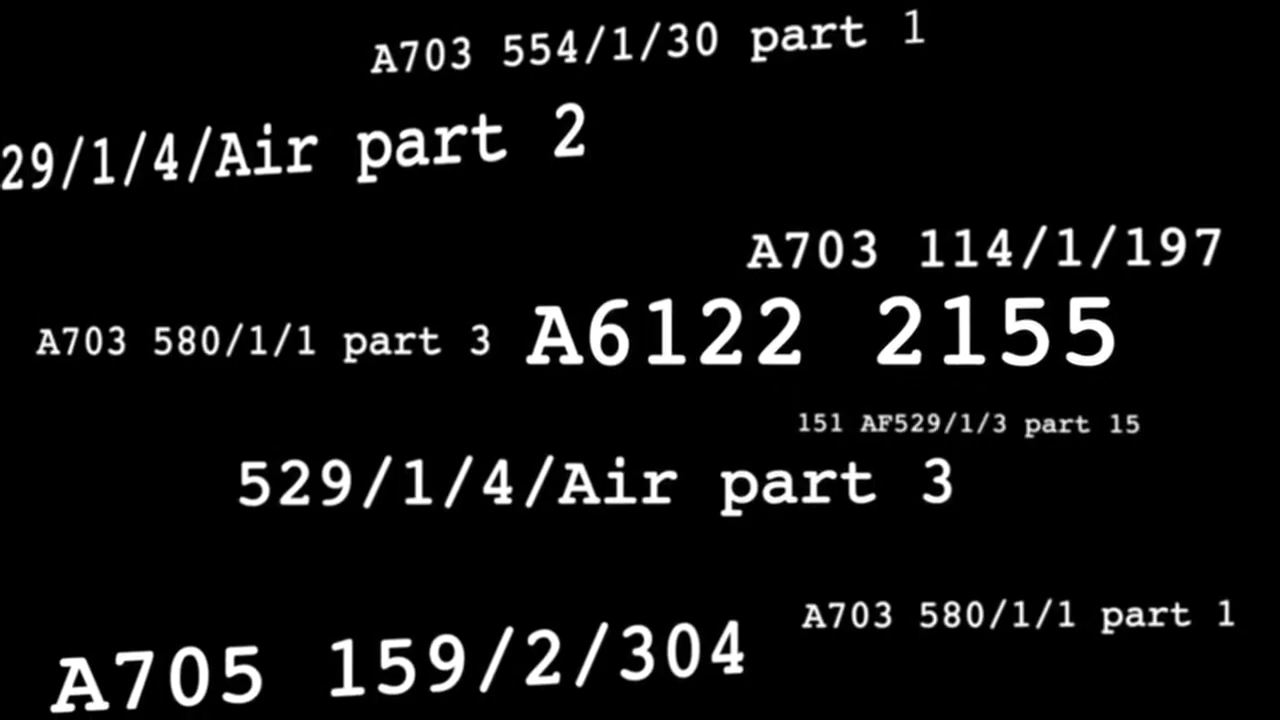 A703 554/1/30 part 1
29/1/4/Air part 2
A703 114/1/197
A703 580/1/1 part 3
A6122 2155
151 AF529/1/3 part 15
529/1/4/Air part 3
A703 580/1/1 part 1
A705 159/2/304